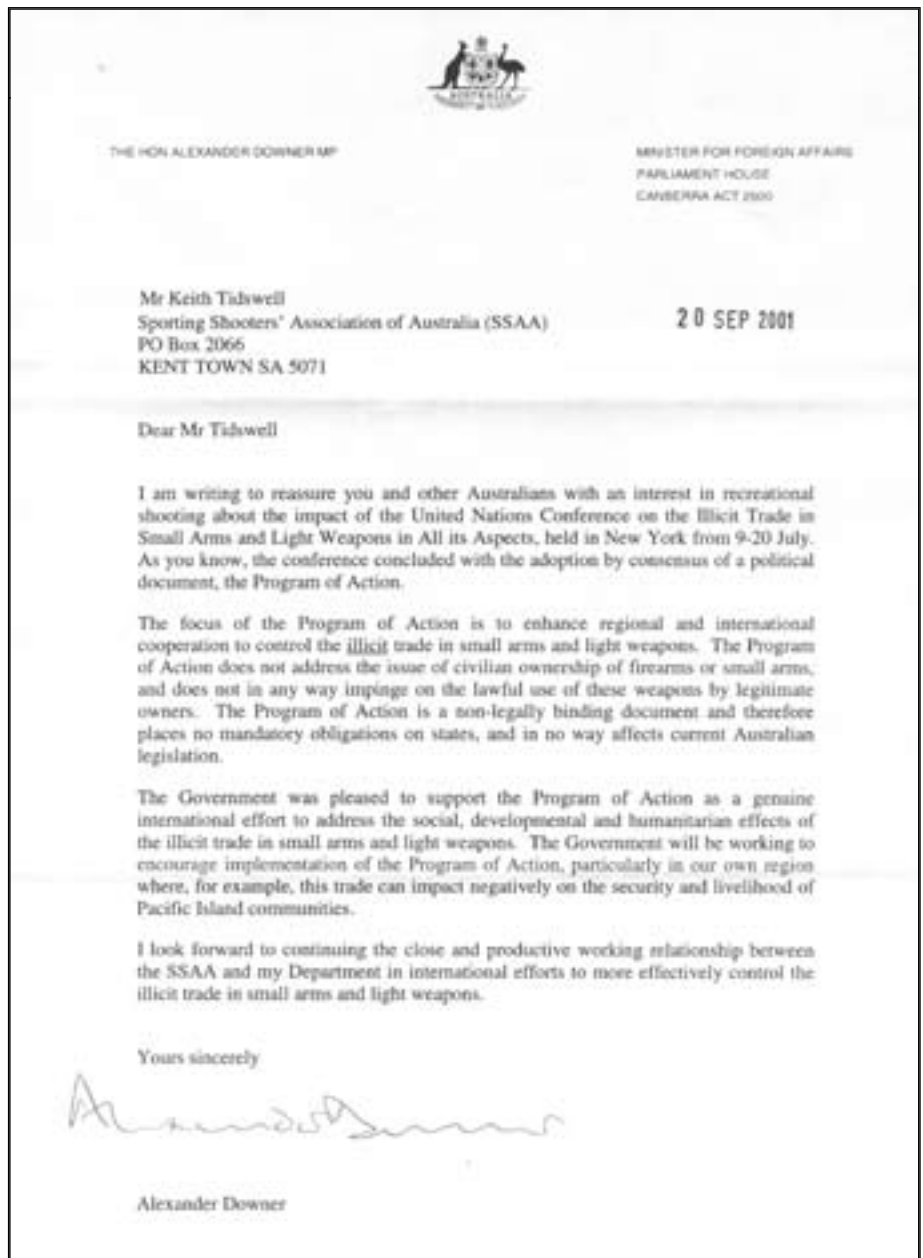 AUSTRALIA
THE HON ALEXANDER DOWNER MP
MINISTER FOR FOREIGN AFFAIRS
PARLIAMENT HOUSE
CANBERRA ACT 2600
Mr Keith Tidswell
Sporting Shooters' Association of Australia (SSAA)
20 SEP 2001
PO Box 2066
KENT TOWN SA 5071
Dear Mr Tidswell
I am writing to reassure you and other Australians with an interest in recreational
shooting about the impact of the United Nations Conference on the Illicit Trade in
Small Arms and Light Weapons in All its Aspects, held in New York from 9-20 July.
As you know, the conference concluded with the adoption by consensus of a political
document, the Program of Action.
The focus of the Program of Action is to enhance regional and international
cooperation to control the illicit trade in small arms and light weapons. The Program
of Action does not address the issue of civilian ownership of firearms or small arms,
and does not in any way impinge on the lawful use of these weapons by legitimate
owners. The Program of Action is a non-legally binding document and therefore
places no mandatory obligations on states, and in no way affects current Australian
legislation.
The Government was pleased to support the Program of Action as a genuine
international effort to address the social, developmental and humanitarian effects of
the illicit trade in small arms and light weapons. The Government will be working to
encourage implementation of the Program of Action, particularly in our own region
where, for example, this trade can impact negatively on the security and livelihood of
Pacific Island communities.
I look forward to continuing the close and productive working relationship between
the SSAA and my Department in international efforts to more effectively control the
illicit trade in small arms and light weapons.
Yours sincerely
Alexander Downer
Alexander Downer